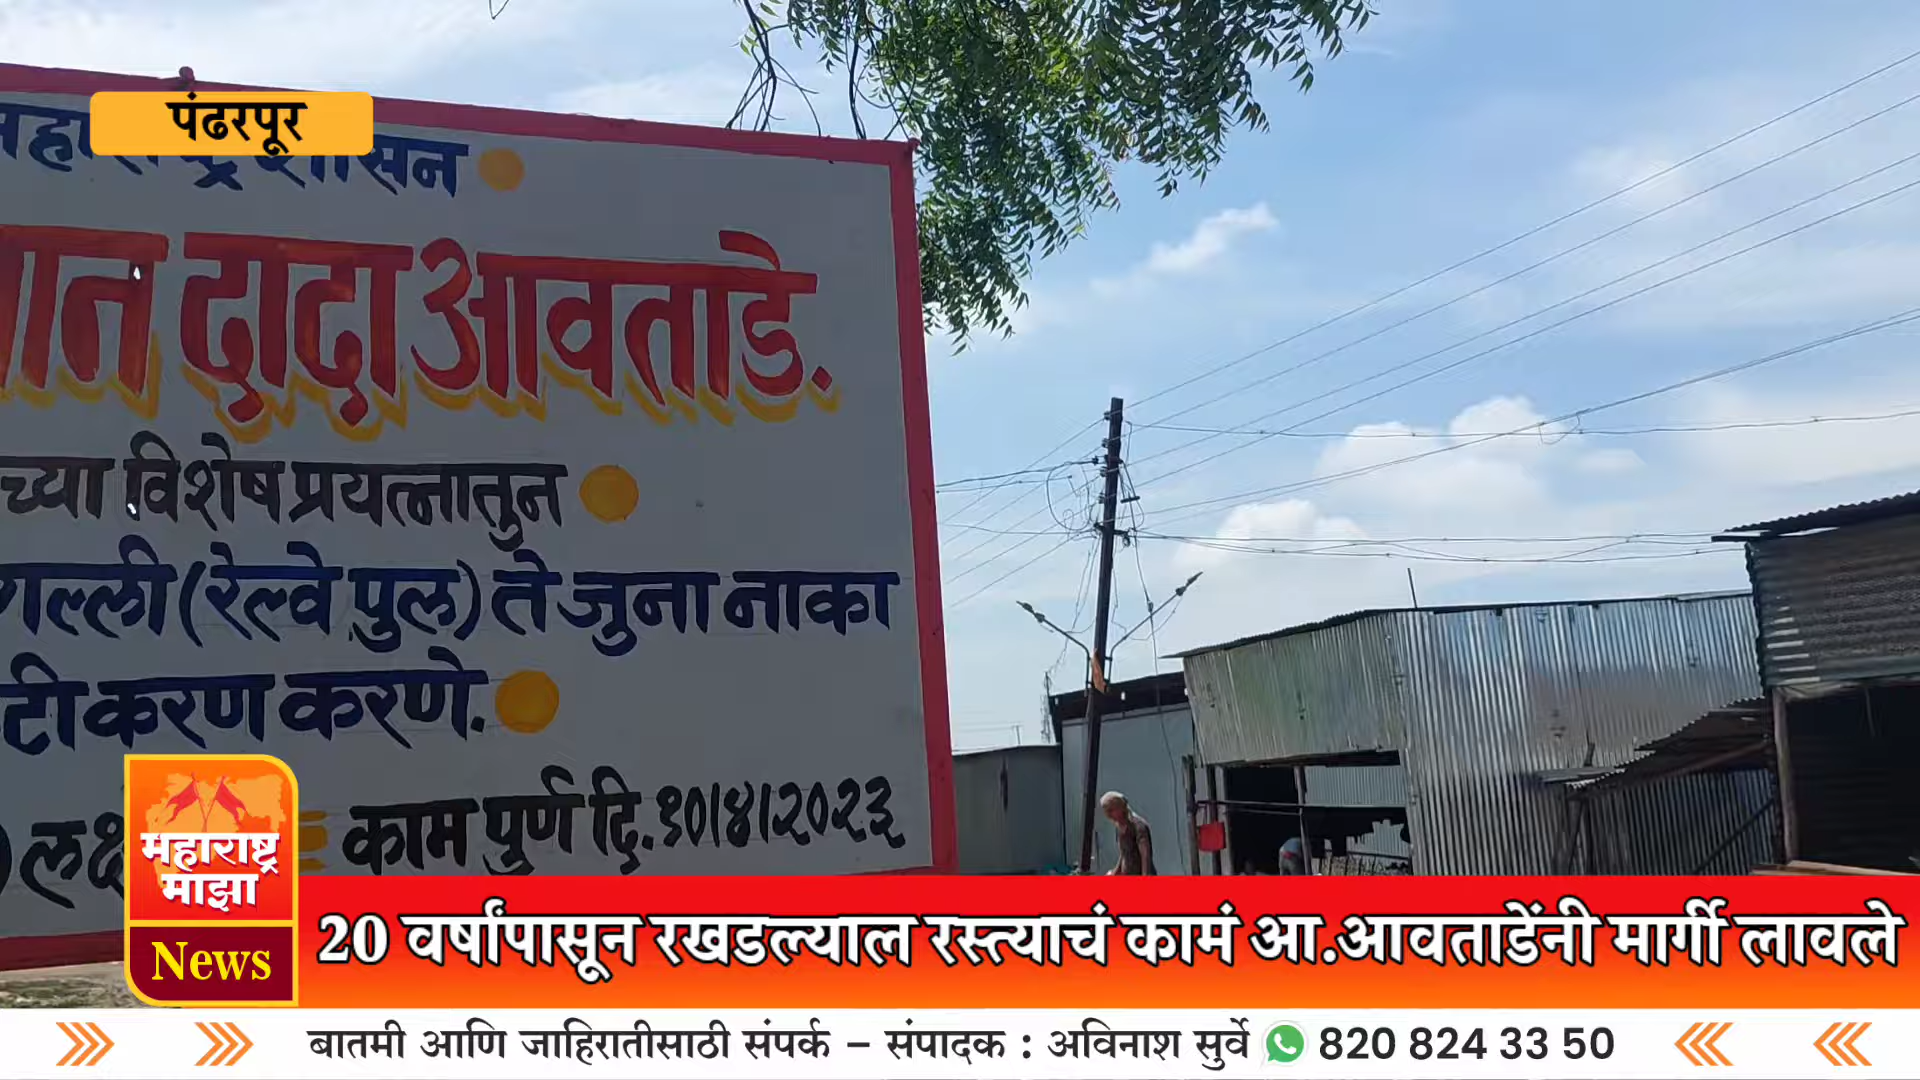 पंढरपूर
शासन
दादा आवताडे.
च्या विशेष प्रयत्नातुन
गल्ली (रेल्वे पुल) ते जुना नाका
टीकरण करणे.
काम पुर्ण दि. १०/४/२०२३
महाराष्ट्र
माझा
News
20 वर्षांपासून रखडल्याल रस्त्याचं कामं आ.आवताडेंनी मार्गी लावले
बातमी आणि जाहिरातीसाठी संपर्क – संपादक : अविनाश सुर्वे 820 824 33 50